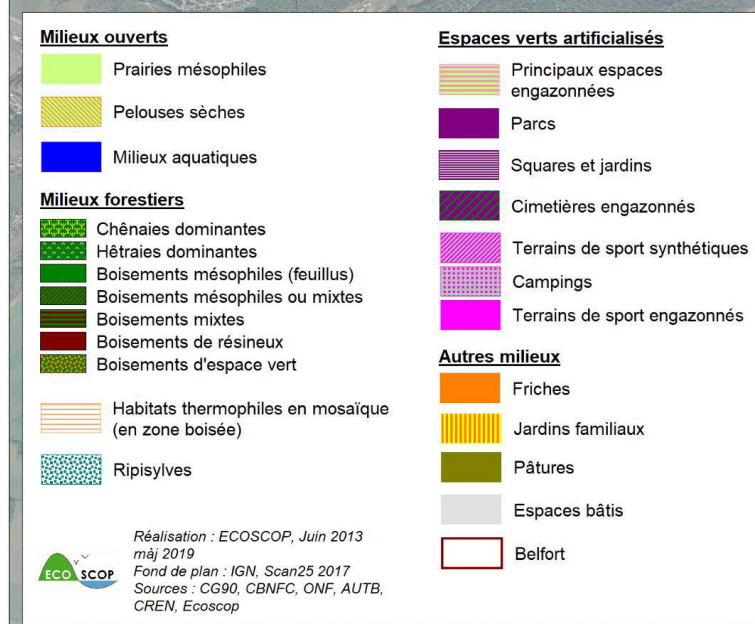 Milieux ouverts
Prairies mésophiles
Pelouses sèches
Milieux aquatiques
Milieux forestiers
Chênaies dominantes
Hêtraies dominantes
Boisements mésophiles (feuillus)
Boisements mésophiles ou mixtes
Boisements mixtes
Boisements de résineux
Boisements d'espace vert
Habitats thermophiles en mosaïque
(en zone boisée)
Ripisylves
ECO SCOP
Réalisation : ECOSCOP, Juin 2013
màj 2019
Fond de plan : IGN, Scan25 2017
Sources : CG90, CBNFC, ONF, AUTB,
CREN, Ecoscop
Espaces verts artificialisés
Principaux espaces
engazonnées
Parcs
Squares et jardins
Cimetières engazonnés
Terrains de sport synthétiques
Campings
Terrains de sport engazonnés
Autres milieux
Friches
Jardins familiaux
Pâtures
Espaces bâtis
Belfort